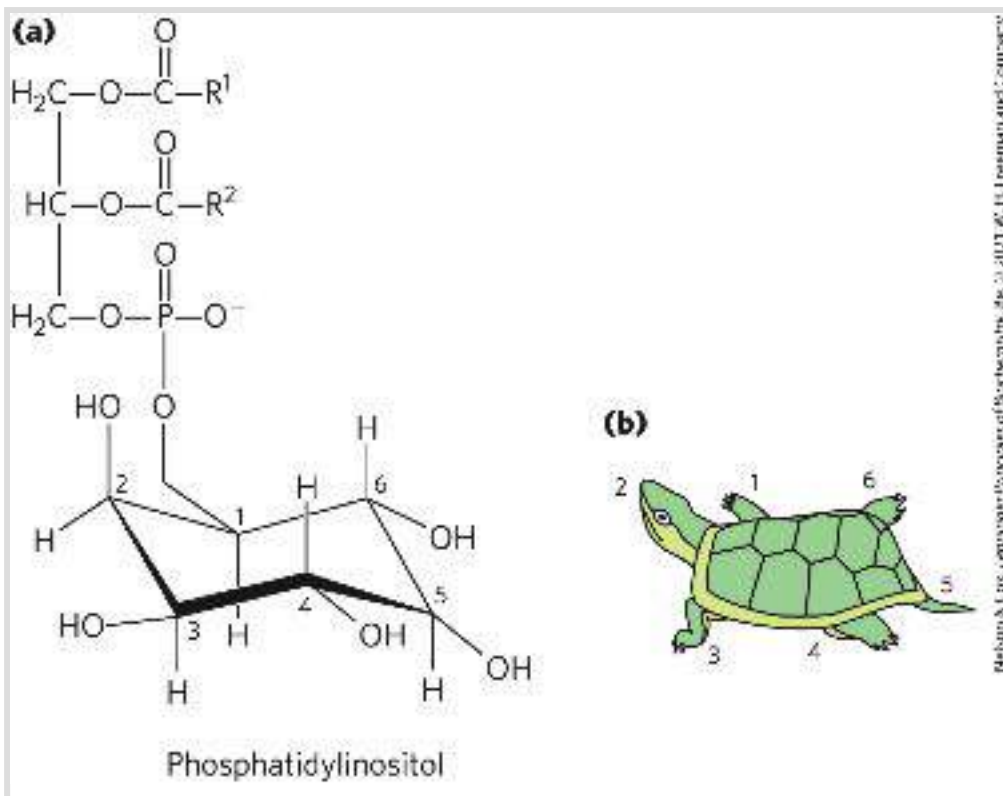 (a)
O
H₂C—O—C—R¹
O
HC—O—C—R²
O
H₂C—O—P—O⁻
HO O
H
2 H 6
1
H OH
5
HO 3 H 4 OH
OH
H H
Phosphatidylinositol
(b)
2 1 6
5
3 4